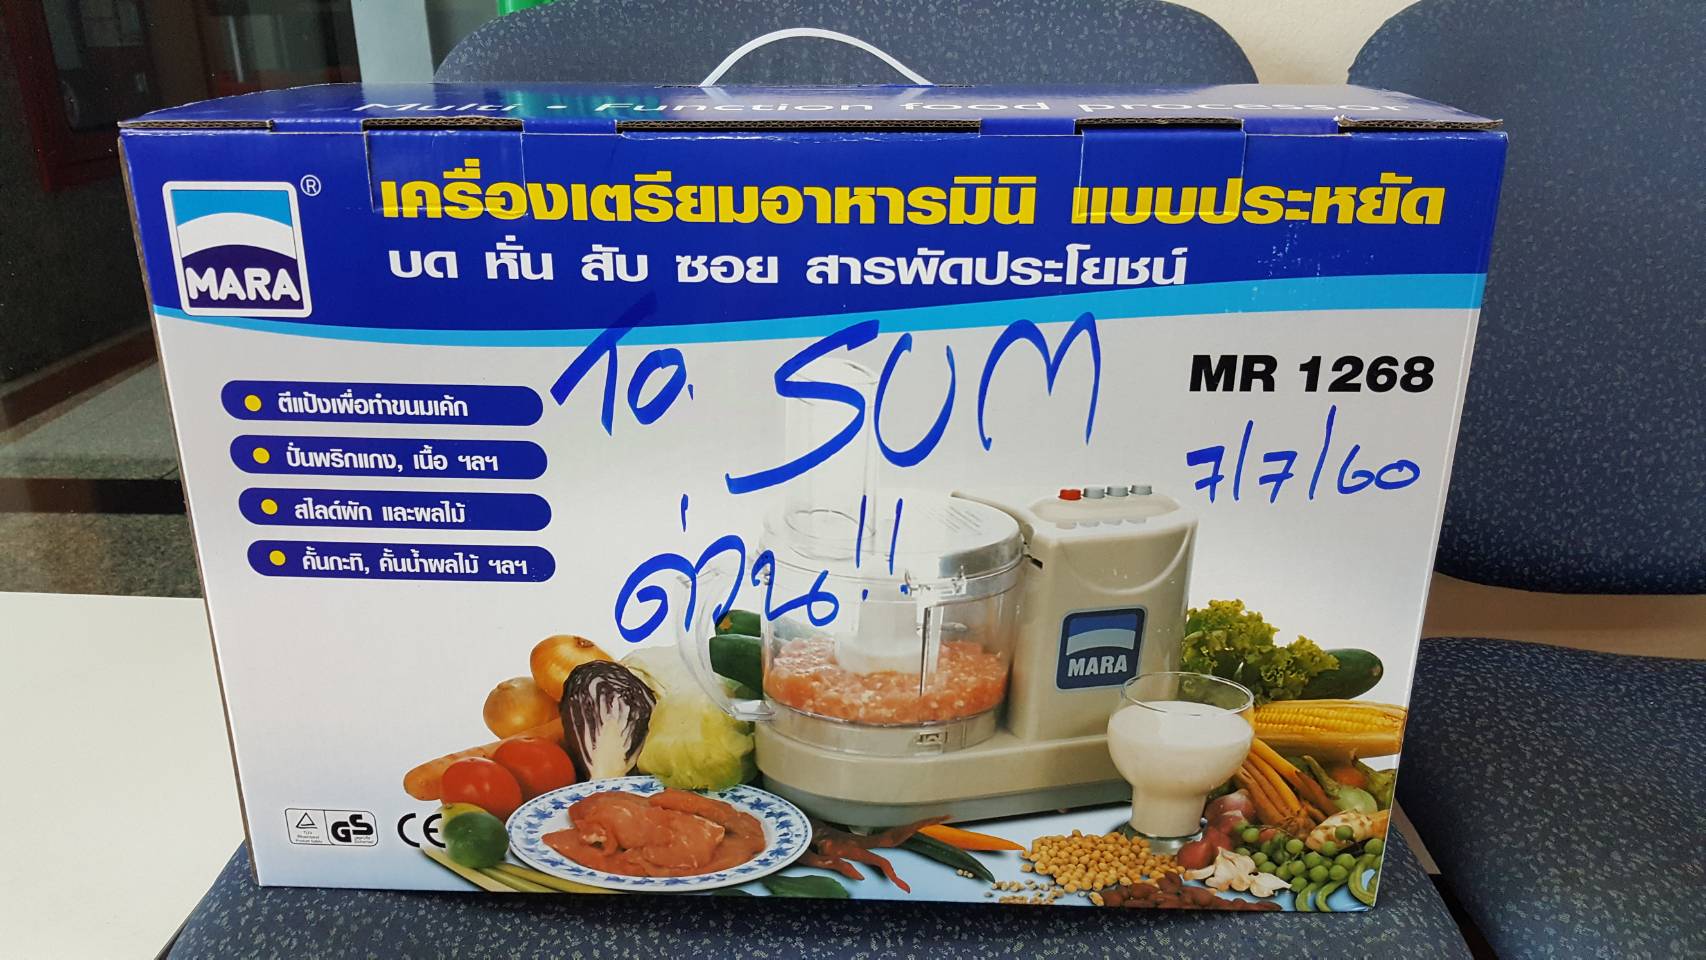 Multi • Function food processor
MARA
®
เครื่องเตรียมอาหารมินิ แบบประหยัด
บด หั่น สับ ซอย สารพัดประโยชน์
To. SUM
MR 1268
7/7/60
ด่วน!!
ตีแป้งเพื่อทำขนมเค้ก
ปั่นพริกแกง, เนื้อ ฯลฯ
สไลด์ผัก และผลไม้
คั้นกะทิ, คั้นน้ำผลไม้ ฯลฯ
MARA
GS
CE